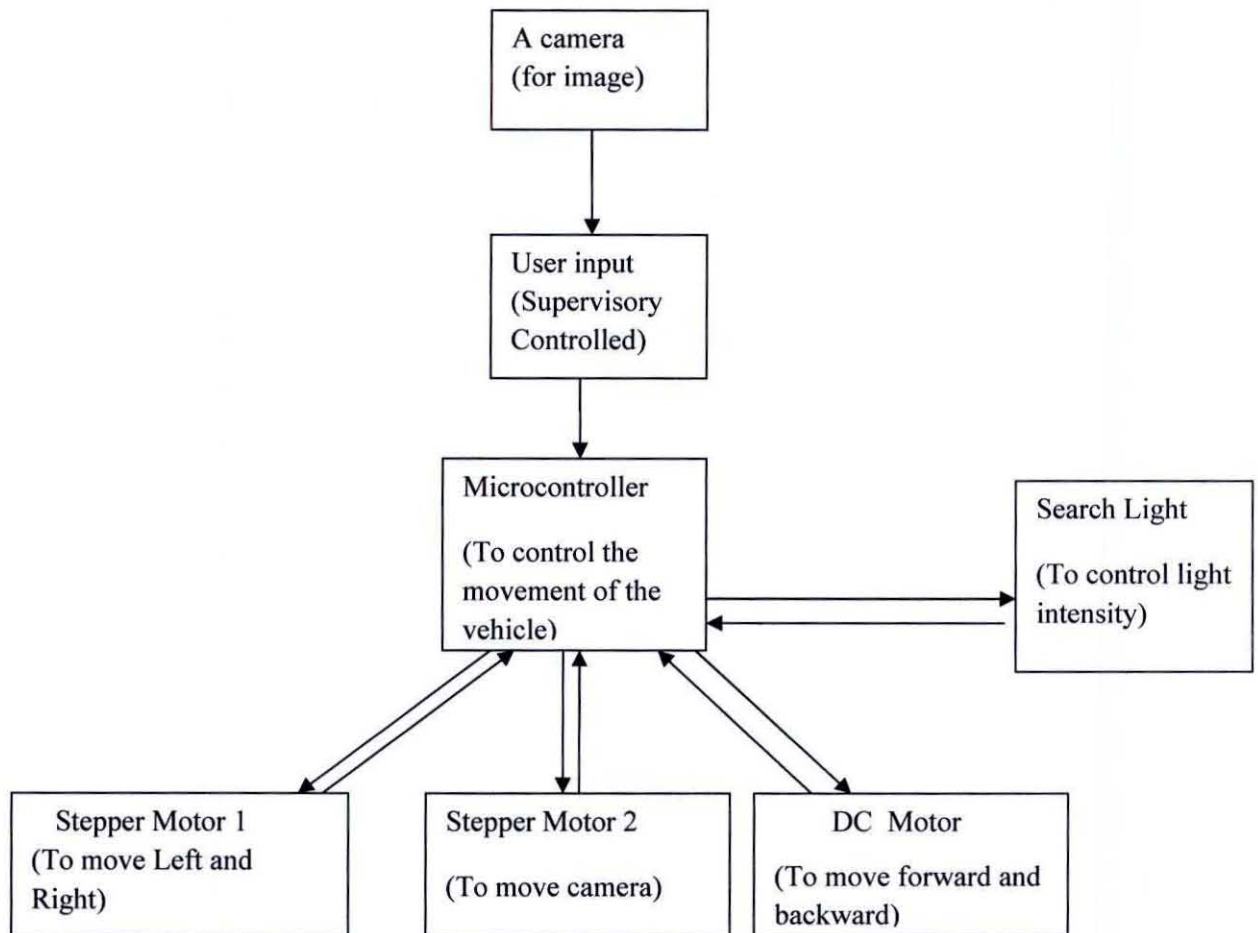 A camera
(for image)
User input
(Supervisory
Controlled)
Microcontroller
(To control the
movement of the
vehicle)
Search Light
(To control light
intensity)
Stepper Motor 1
(To move Left and
Right)
Stepper Motor 2
(To move camera)
DC Motor
(To move forward and
backward)